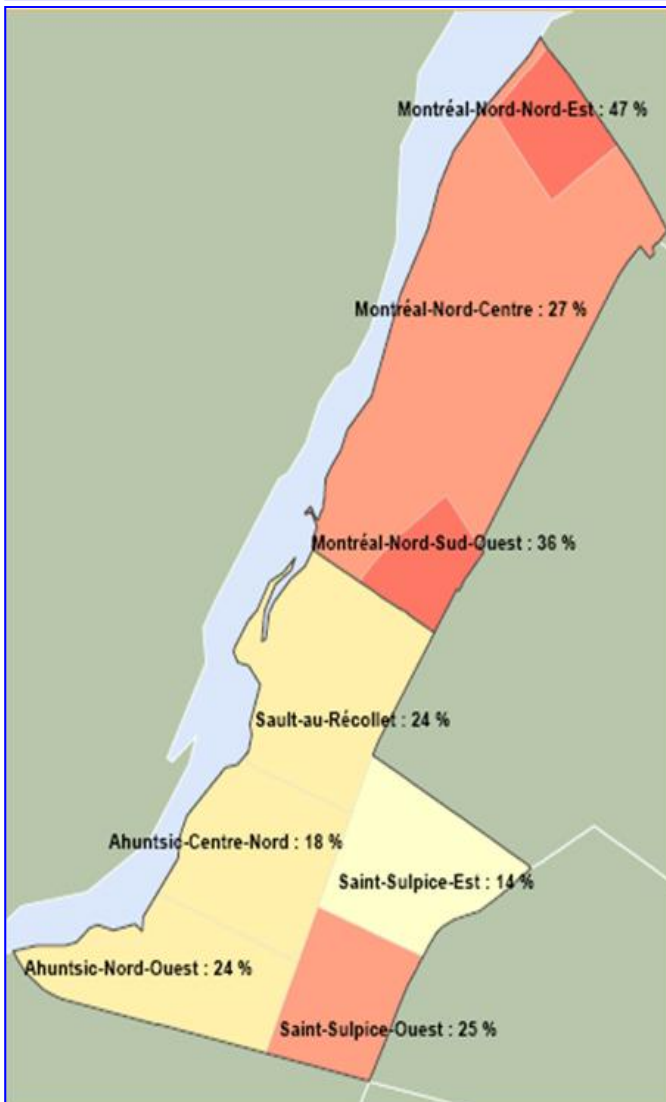 Montréal-Nord-Nord-Est : 47 %
Montréal-Nord-Centre : 27 %
Montréal-Nord-Sud-Ouest : 36 %
Sault-au-Récollet : 24 %
Ahuntsic-Centre-Nord : 18 %
Saint-Sulpice-Est : 14 %
Ahuntsic-Nord-Ouest : 24 %
Saint-Sulpice-Ouest : 25 %